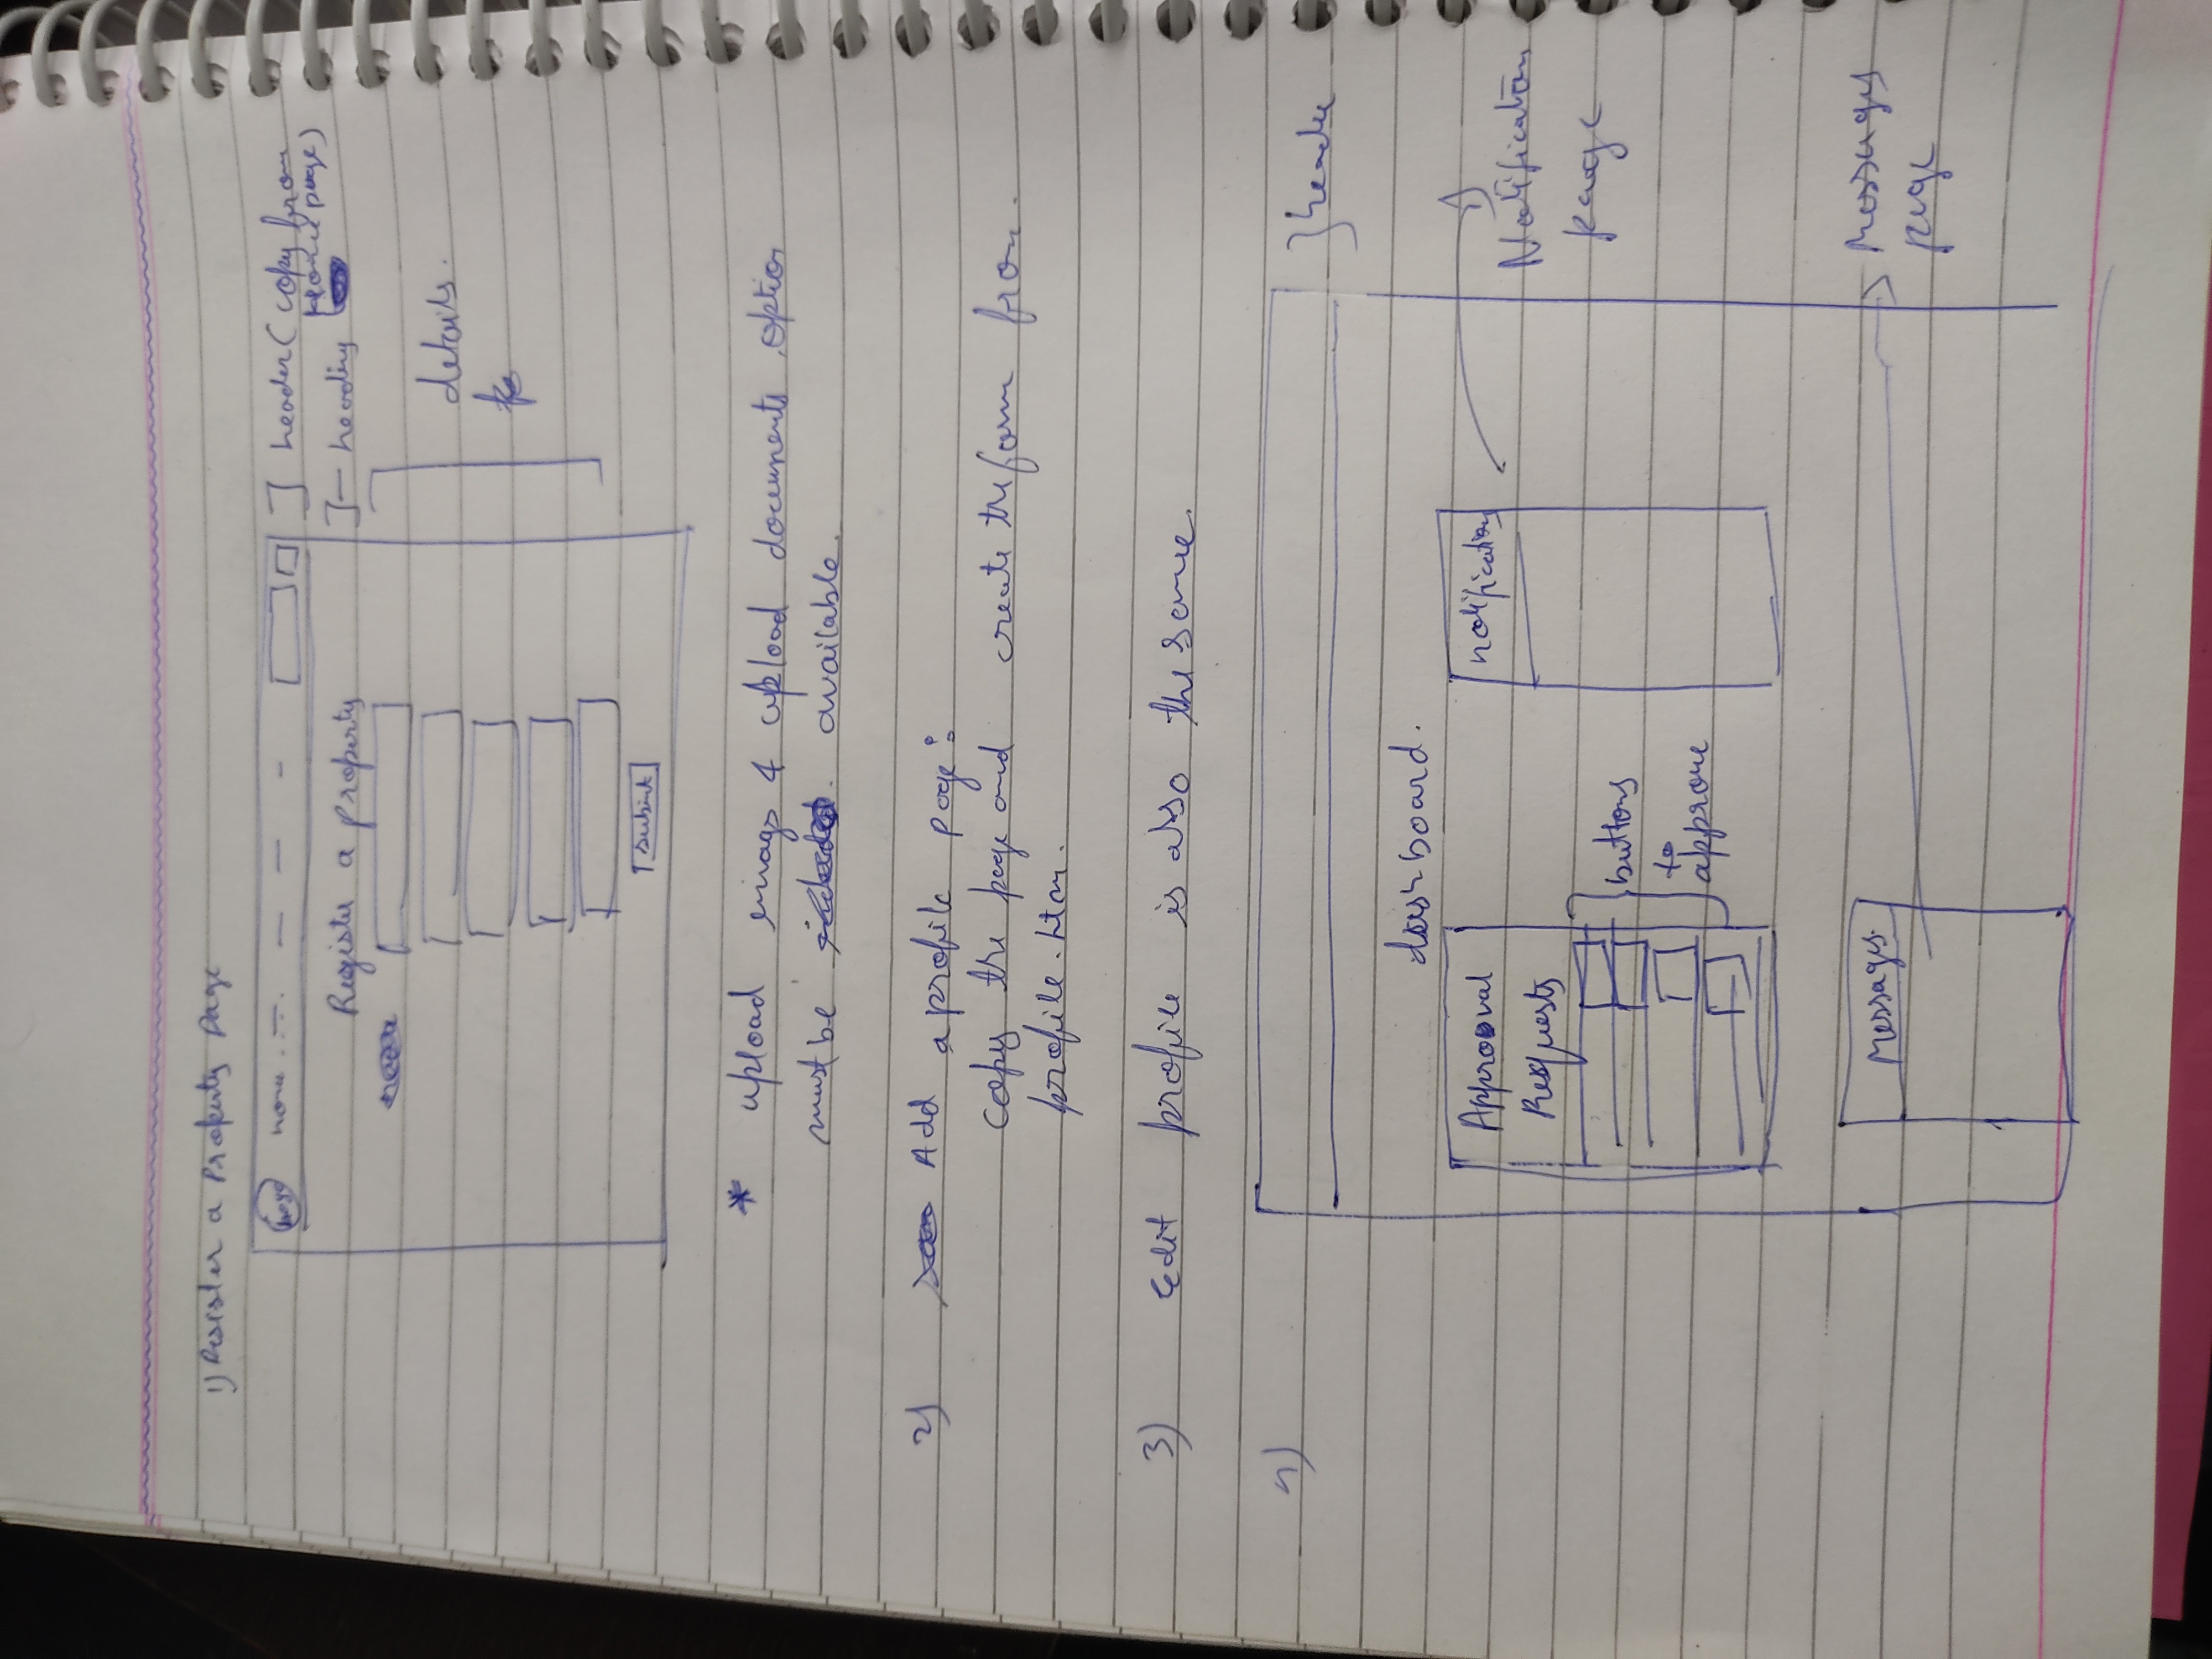 1) Register a Property Page
Logo home
header (copy from
home page)
Register a property
heading
details.
Submit
* upload image & upload documents option
must be available.
2) Add a profile page:
copy the page and create the form from
profile.htm.
3) Edit profile is also the same.
4)
header
dashboard.
Approval
Requests
notifications
Notification
page
buttons
to
approve
Messages
Messages
page